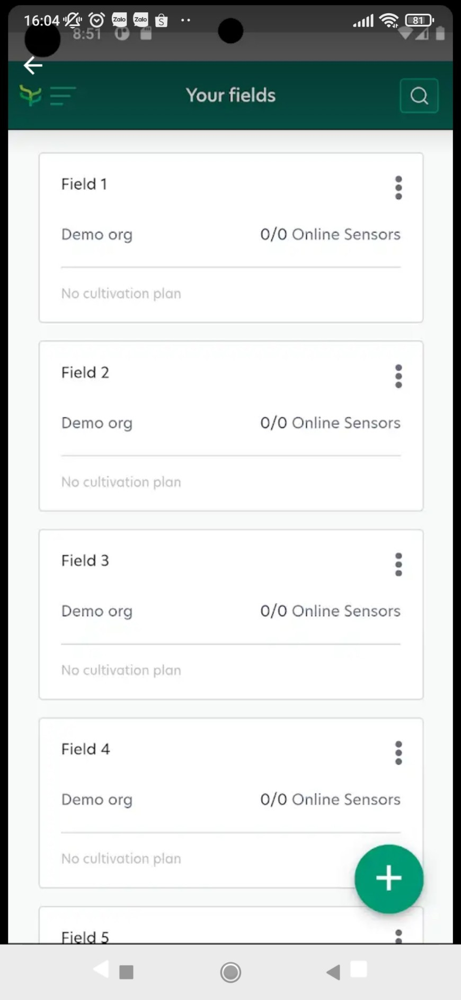 16:04 Zalo Zalo S 81
8:51
Your fields
Field 1
Demo org 0/0 Online Sensors
No cultivation plan
Field 2
Demo org 0/0 Online Sensors
No cultivation plan
Field 3
Demo org 0/0 Online Sensors
No cultivation plan
Field 4
Demo org 0/0 Online Sensors
No cultivation plan
Field 5